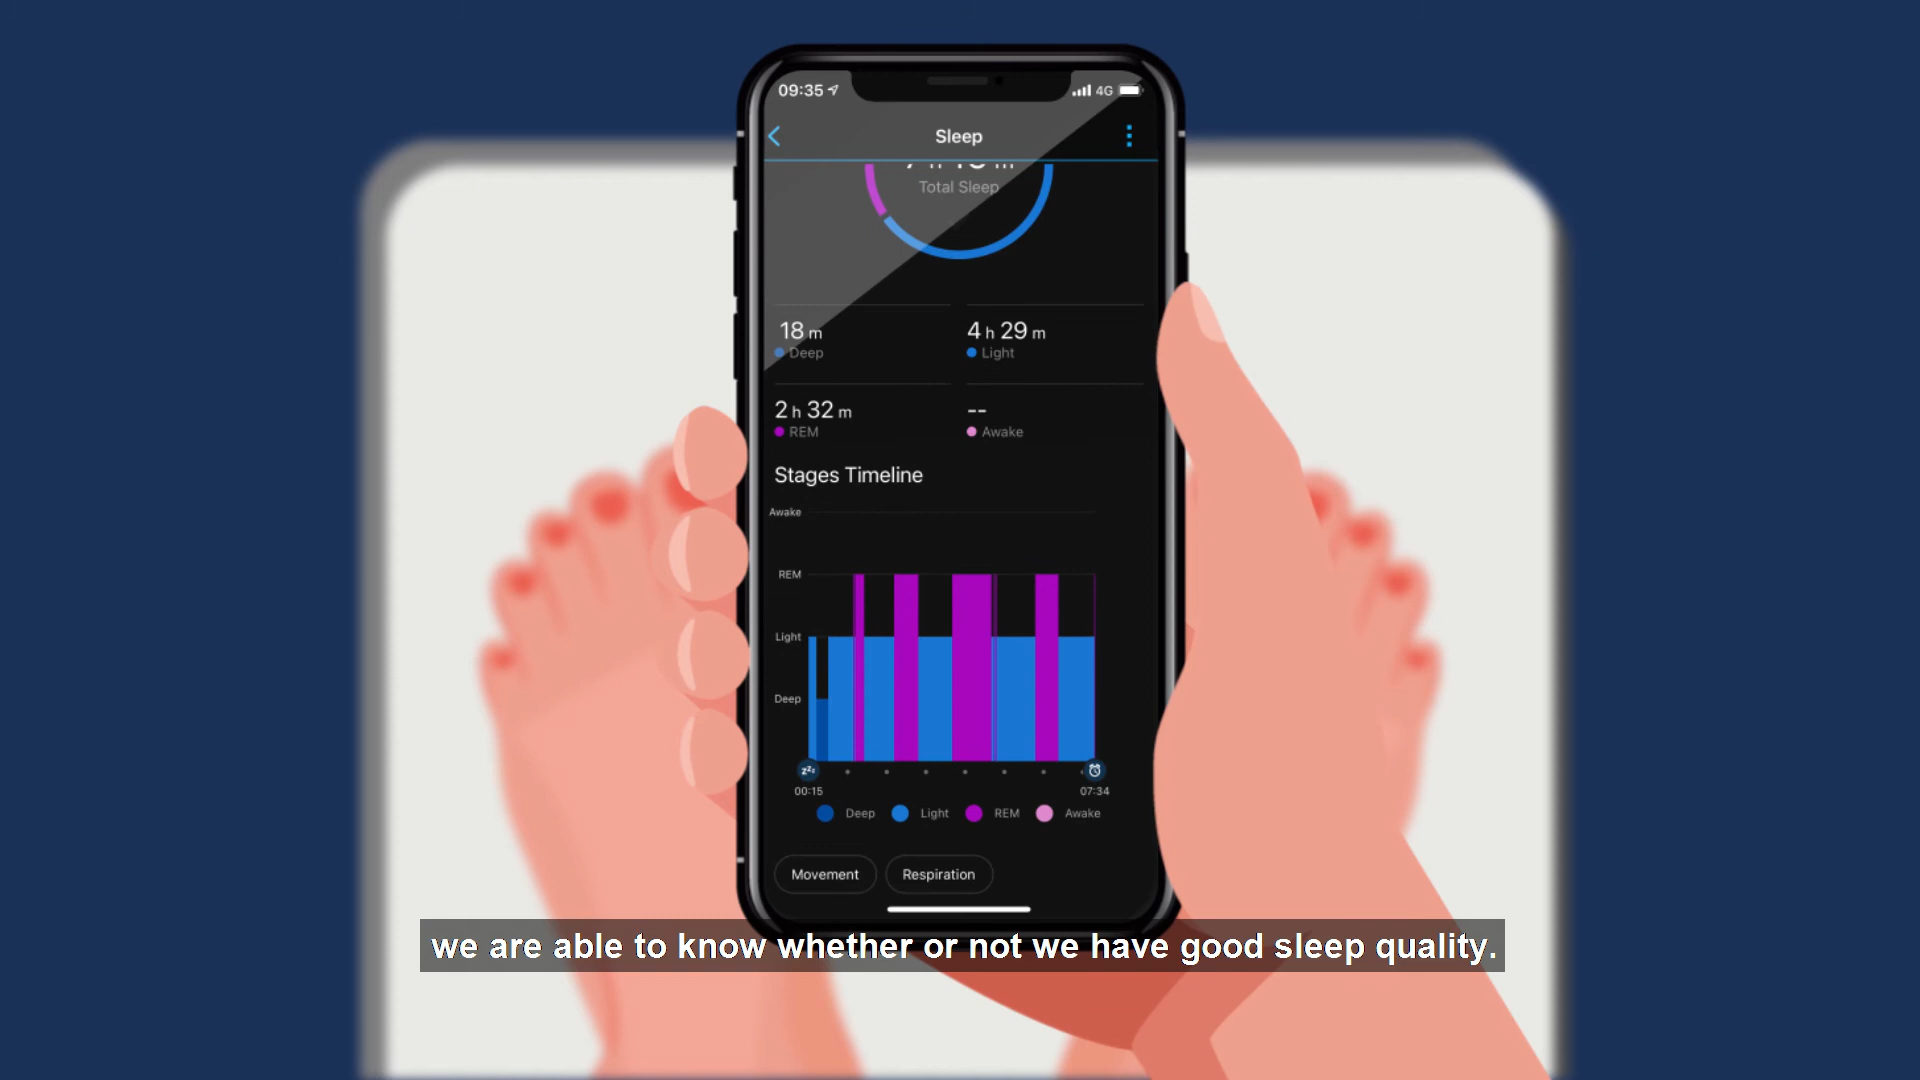 09:35
4G
Sleep
Total Sleep
18 m
Deep
4 h 29 m
Light
2 h 32 m
REM
--
Awake
Stages Timeline
Awake
REM
Light
Deep
zzz
00:15
07:34
Deep
Light
REM
Awake
Movement
Respiration
we are able to know whether or not we have good sleep quality.